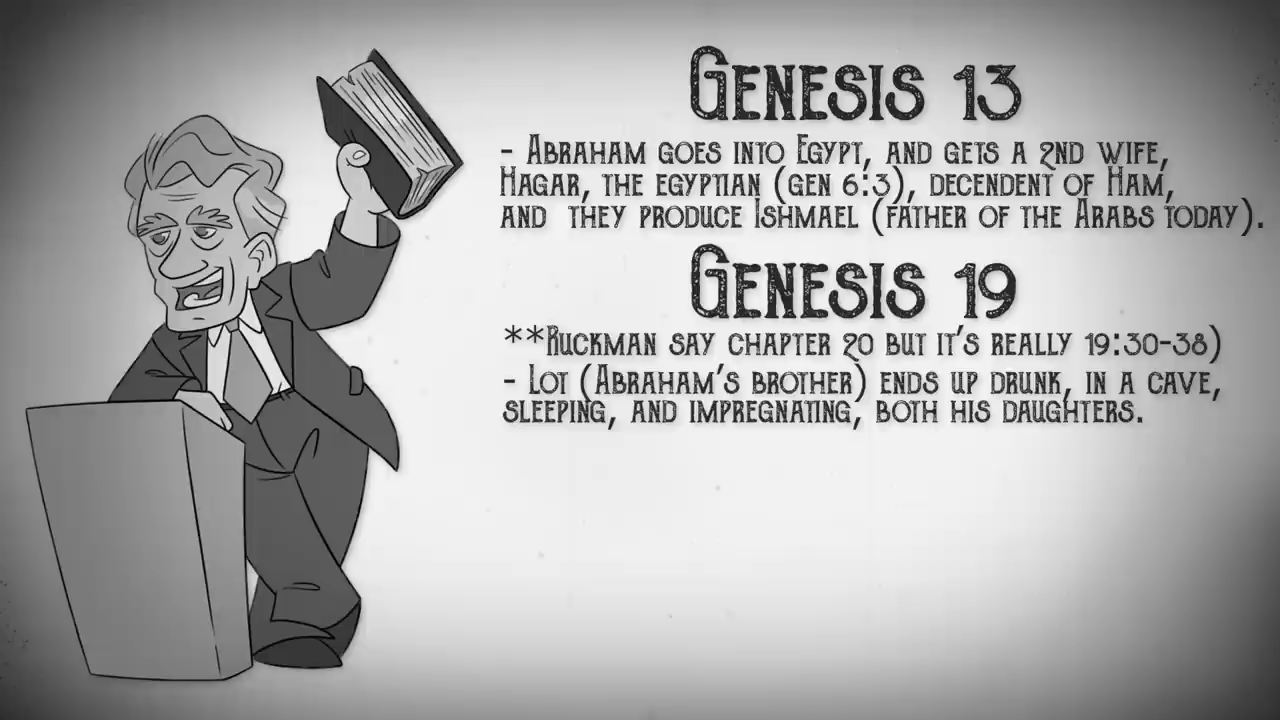 Genesis 13
- Abraham goes into Egypt, and gets a 2nd wife,
Hagar, the egyptian (gen 6:3), decendent of Ham,
and they produce Ishmael (father of the Arabs today).
Genesis 19
**Ruckman say chapter 20 but it's really 19:30-38)
- Lot (Abraham's brother) ends up drunk, in a cave,
sleeping, and impregnating, both his daughters.